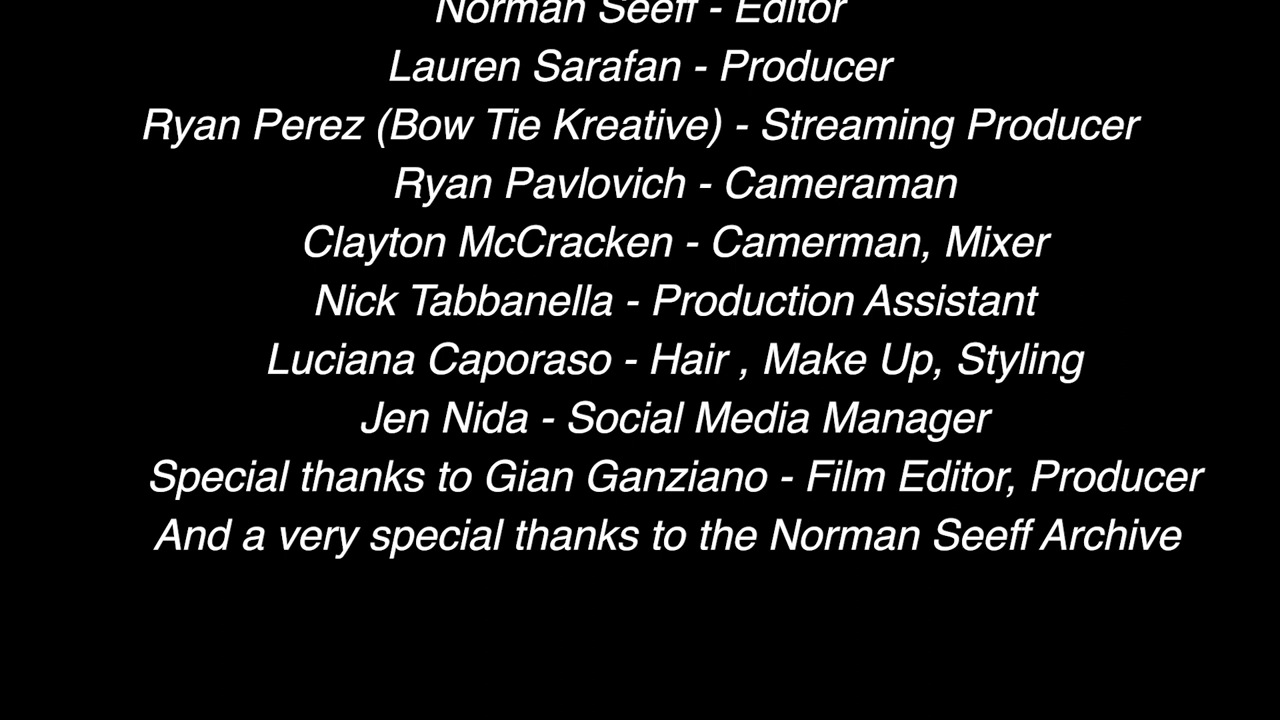 Norman Seeff - Editor
Lauren Sarafan - Producer
Ryan Perez (Bow Tie Kreative) - Streaming Producer
Ryan Pavlovich - Cameraman
Clayton McCracken - Camerman, Mixer
Nick Tabbanella - Production Assistant
Luciana Caporaso - Hair , Make Up, Styling
Jen Nida - Social Media Manager
Special thanks to Gian Ganziano - Film Editor, Producer
And a very special thanks to the Norman Seeff Archive